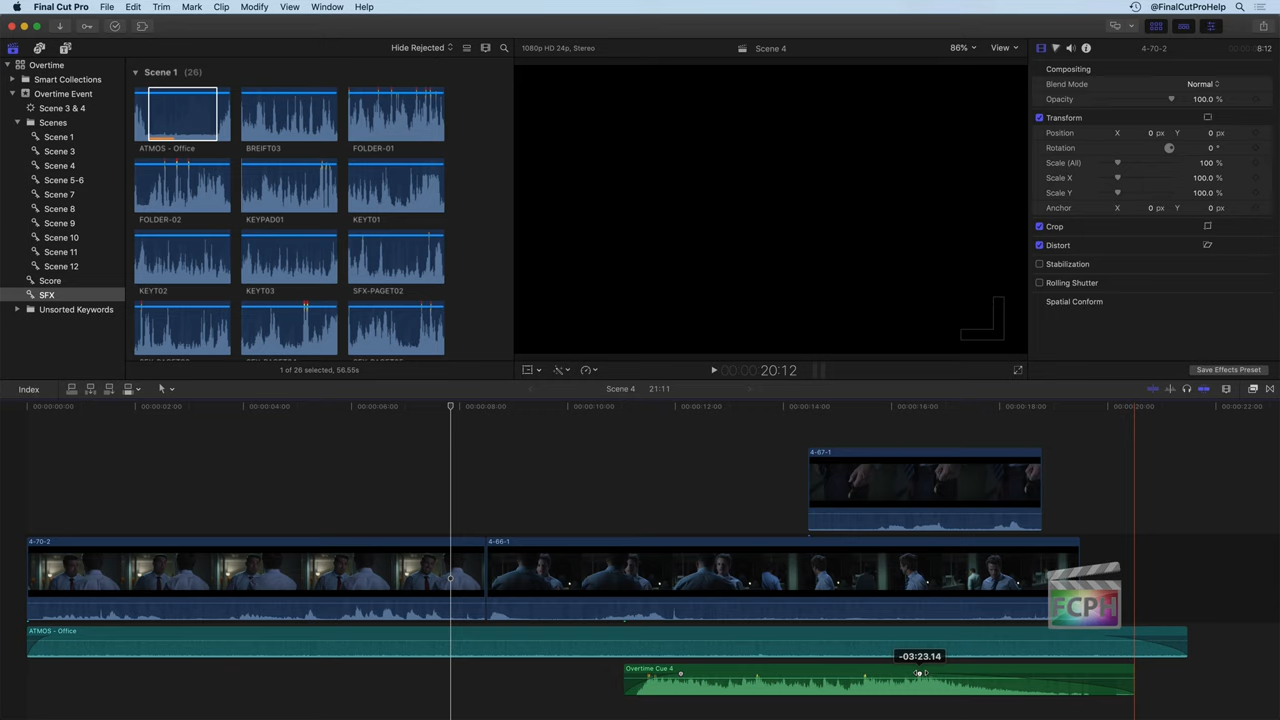 Final Cut Pro File Edit Trim Mark Clip Modify View Window Help @FinalCutProHelp
Hide Rejected 1080p HD 24p, Stereo Scene 4 86% View 4-70-2 8:12
Overtime
Smart Collections
Overtime Event
Scene 3 & 4
Scenes
Scene 1
Scene 3
Scene 4
Scene 5-6
Scene 7
Scene 8
Scene 9
Scene 10
Scene 11
Scene 12
Score
SFX
Unsorted Keywords
Scene 1 (26)
ATMOS - Office BREIFT03 FOLDER-01
FOLDER-02 KEYPAD01 KEYT01
KEYT02 KEYT03 SFX-PAGET02
1 of 26 selected, 56.55s
00:00:00 20:12
Compositing
Blend Mode Normal
Opacity 100.0 %
Transform
Position X 0 px Y 0 px
Rotation 0 °
Scale (All) 100 %
Scale X 100.0 %
Scale Y 100.0 %
Anchor X 0 px Y 0 px
Crop
Distort
Stabilization
Rolling Shutter
Spatial Conform
Save Effects Preset
Index Scene 4 21:11
00:00:00:00 00:00:02:00 00:00:04:00 00:00:06:00 00:00:08:00 00:00:10:00 00:00:12:00 00:00:14:00 00:00:16:00 00:00:18:00 00:00:20:00 00:00:22:00
4-67-1
4-70-2 4-66-1
FCPH
ATMOS - Office
-03:23.14
Overtime Cue 4